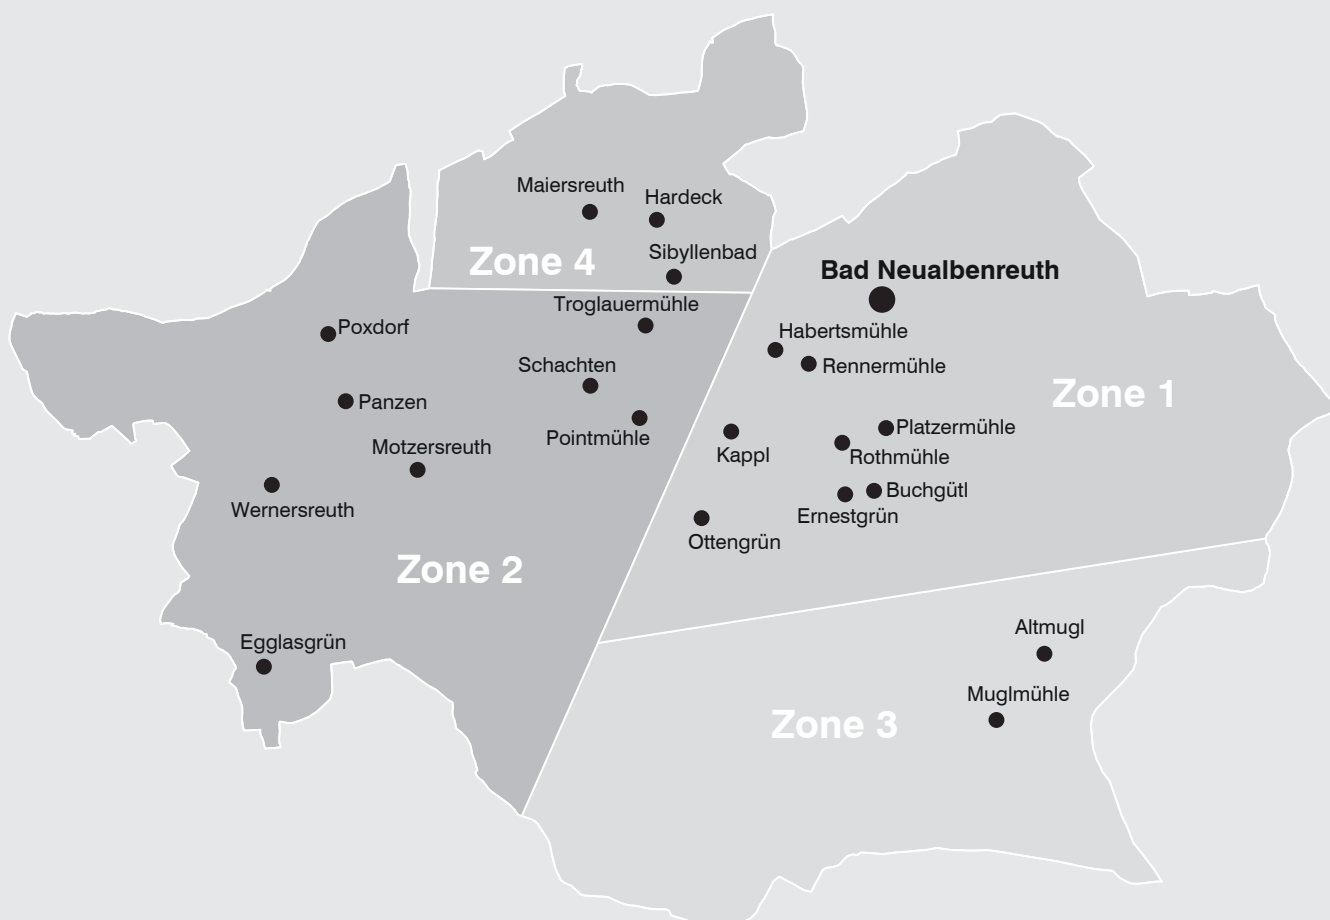 Maiersreuth
Hardeck
Zone 4
Sibyllenbad
Bad Neualbenreuth
Troglauermühle
Poxdorf
Habertsmühle
Schachten
Rennermühle
Zone 1
Panzen
Pointmühle
Platzermühle
Motzersreuth
Kappl
Rothmühle
Wernersreuth
Buchgütl
Ernestgrün
Ottengrün
Zone 2
Egglasgrün
Altmugl
Muglmühle
Zone 3